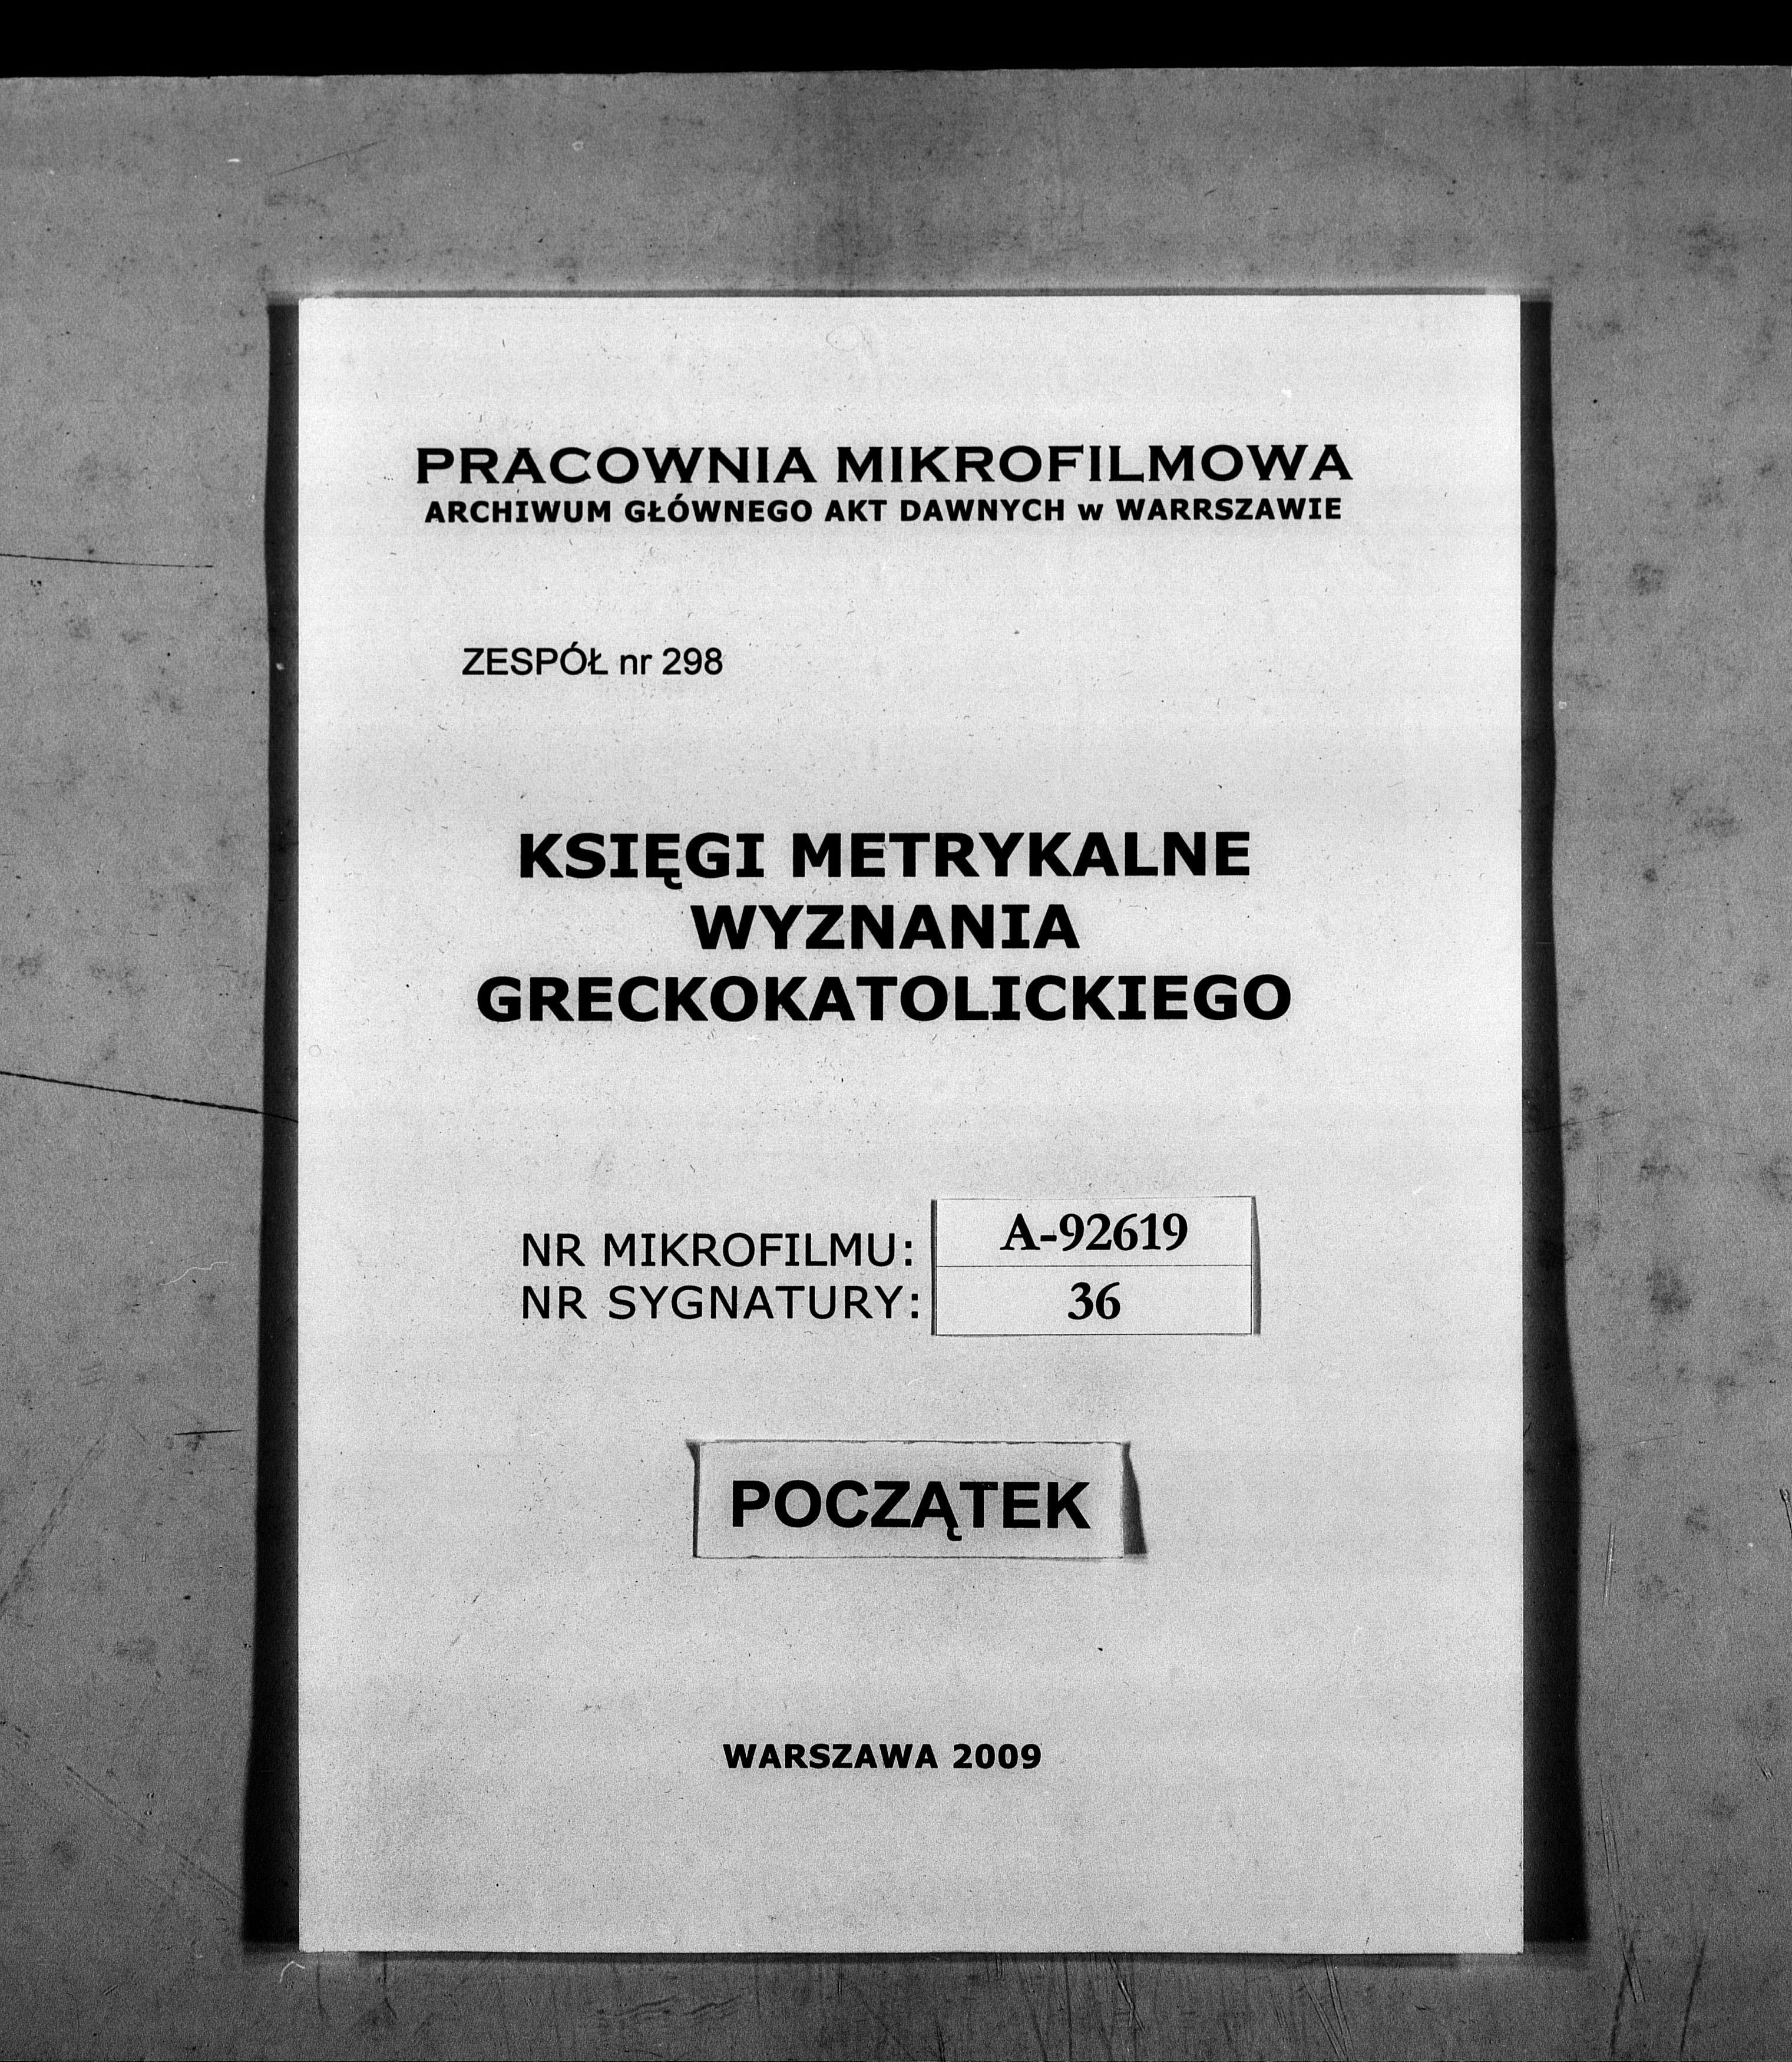 PRACOWNIA MIKROFILMOWA
ARCHIWUM GŁÓWNEGO AKT DAWNYCH w WARRSZAWIE
ZESPÓŁ nr 298
KSIĘGI METRYKALNE
WYZNANIA
GRECKOKATOLICKIEGO
NR MIKROFILMU: A-92619
NR SYGNATURY: 36
POCZĄTEK
WARSZAWA 2009